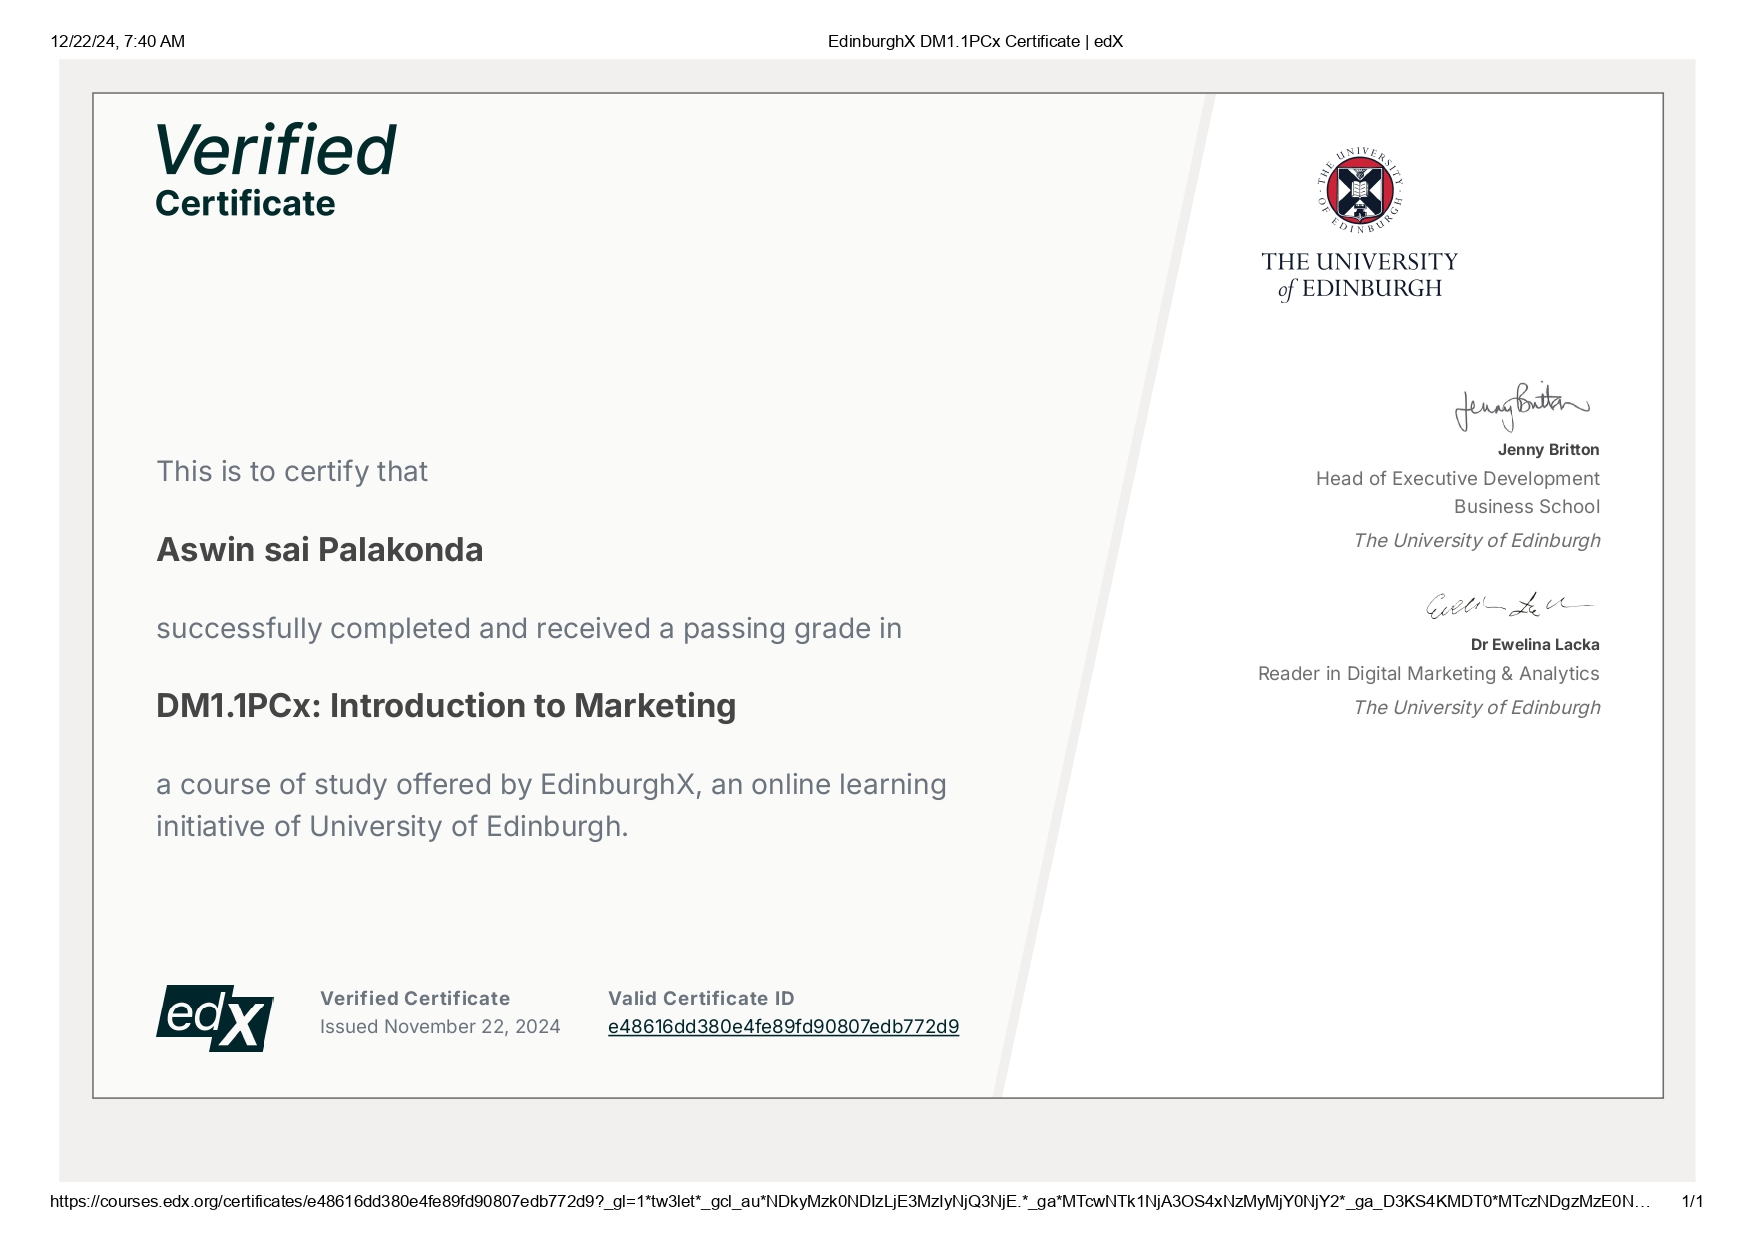 12/22/24, 7:40 AM
EdinburghX DM1.1PCx Certificate | edX
Verified
Certificate
THE UNIVERSITY OF EDINBURGH
THE UNIVERSITY
of EDINBURGH
This is to certify that
Aswin sai Palakonda
successfully completed and received a passing grade in
DM1.1PCx: Introduction to Marketing
a course of study offered by EdinburghX, an online learning
initiative of University of Edinburgh.
Jenny Britton
Jenny Britton
Head of Executive Development
Business School
The University of Edinburgh
Dr Ewelina Lacka
Reader in Digital Marketing & Analytics
The University of Edinburgh
edX
Verified Certificate
Issued November 22, 2024
Valid Certificate ID
e48616dd380e4fe89fd90807edb772d9
https://courses.edx.org/certificates/e48616dd380e4fe89fd90807edb772d9?_gl=1*tw3let*_gcl_au*NDkyMzk0NDIzLjE3MzIyNjQ3NjE.*_ga*MTcwNTk1NjA3OS4xNzMyMjY0NjY2*_ga_D3KS4KMDT0*MTczNDgzMzE0N…
1/1